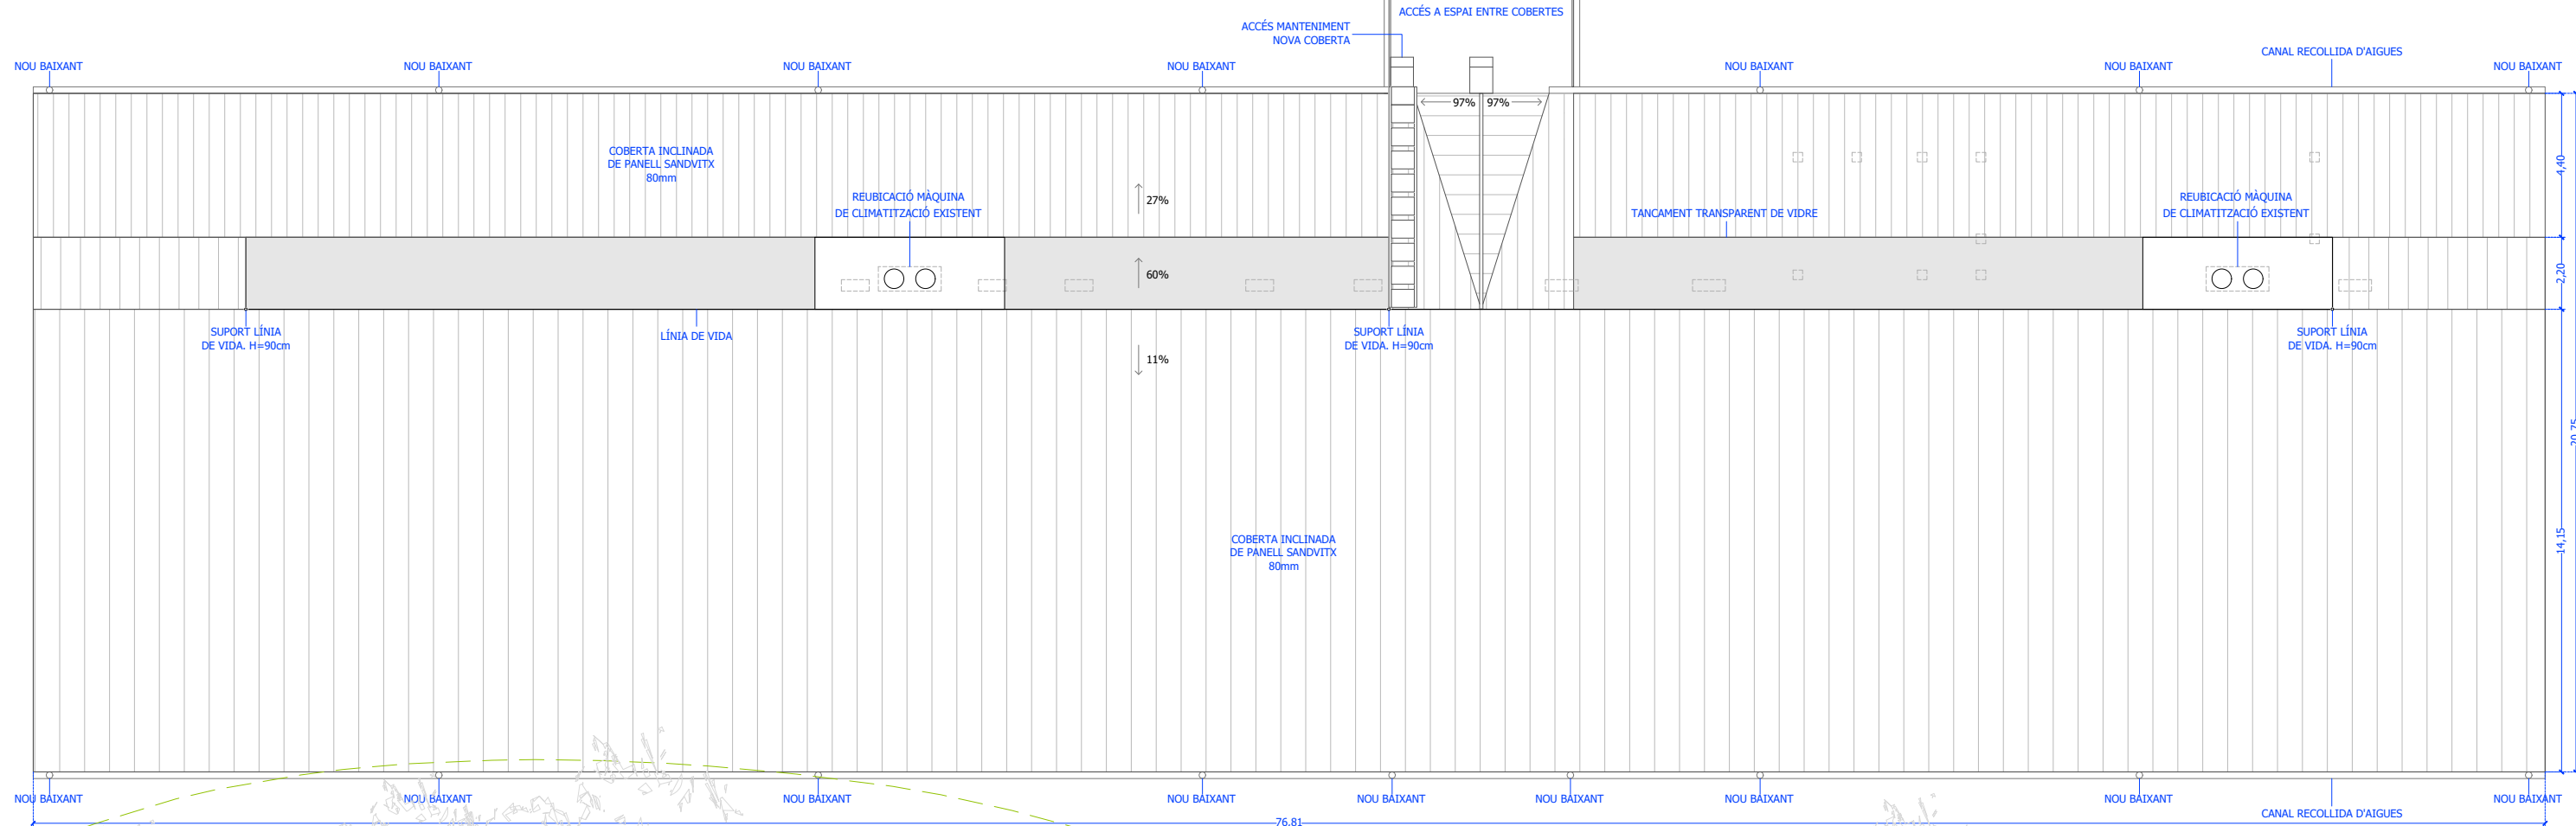 ACCÉS A ESPAI ENTRE COBERTES
ACCÉS MANTENIMENT
NOVA COBERTA
CANAL RECOLLIDA D'AIGUES
NOU BAIXANT
NOU BAIXANT
NOU BAIXANT
NOU BAIXANT
NOU BAIXANT
NOU BAIXANT
NOU BAIXANT
97%
97%
COBERTA INCLINADA
DE PANELL SANDVITX
80mm
4,40
27%
REUBICACIÓ MÀQUINA
DE CLIMATITZACIÓ EXISTENT
TANCAMENT TRANSPARENT DE VIDRE
REUBICACIÓ MÀQUINA
DE CLIMATITZACIÓ EXISTENT
60%
2,20
SUPORT LÍNIA
DE VIDA. H=90cm
LÍNIA DE VIDA
SUPORT LÍNIA
DE VIDA. H=90cm
SUPORT LÍNIA
DE VIDA. H=90cm
11%
20,75
14,15
COBERTA INCLINADA
DE PANELL SANDVITX
80mm
NOU BAIXANT
NOU BAIXANT
NOU BAIXANT
NOU BAIXANT
NOU BAIXANT
NOU BAIXANT
NOU BAIXANT
NOU BAIXANT
NOU BAIXANT
CANAL RECOLLIDA D'AIGUES
76,81